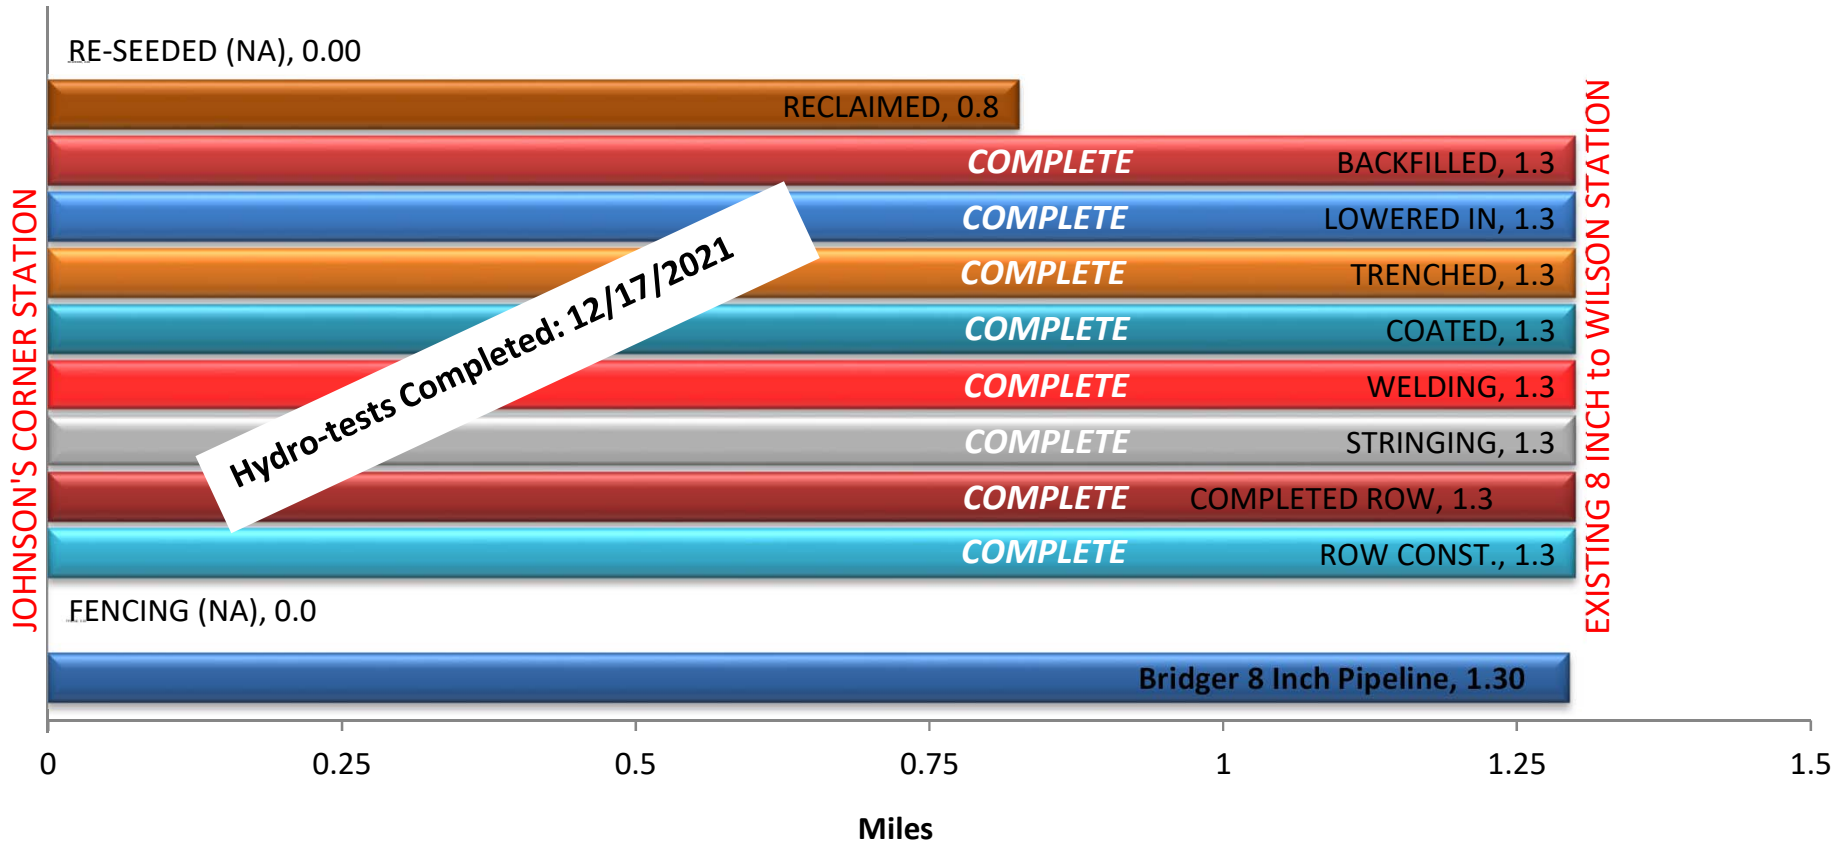 RE-SEEDED (NA), 0.00
RECLAIMED, 0.8
COMPLETE BACKFILLED, 1.3
COMPLETE LOWERED IN, 1.3
COMPLETE TRENCHED, 1.3
COMPLETE COATED, 1.3
COMPLETE WELDING, 1.3
COMPLETE STRINGING, 1.3
COMPLETE COMPLETED ROW, 1.3
COMPLETE ROW CONST., 1.3
FENCING (NA), 0.0
Bridger 8 Inch Pipeline, 1.30
Hydro-tests Completed: 12/17/2021
JOHNSON'S CORNER STATION
EXISTING 8 INCH to WILSON STATION
0 0.25 0.5 0.75 1 1.25 1.5
Miles